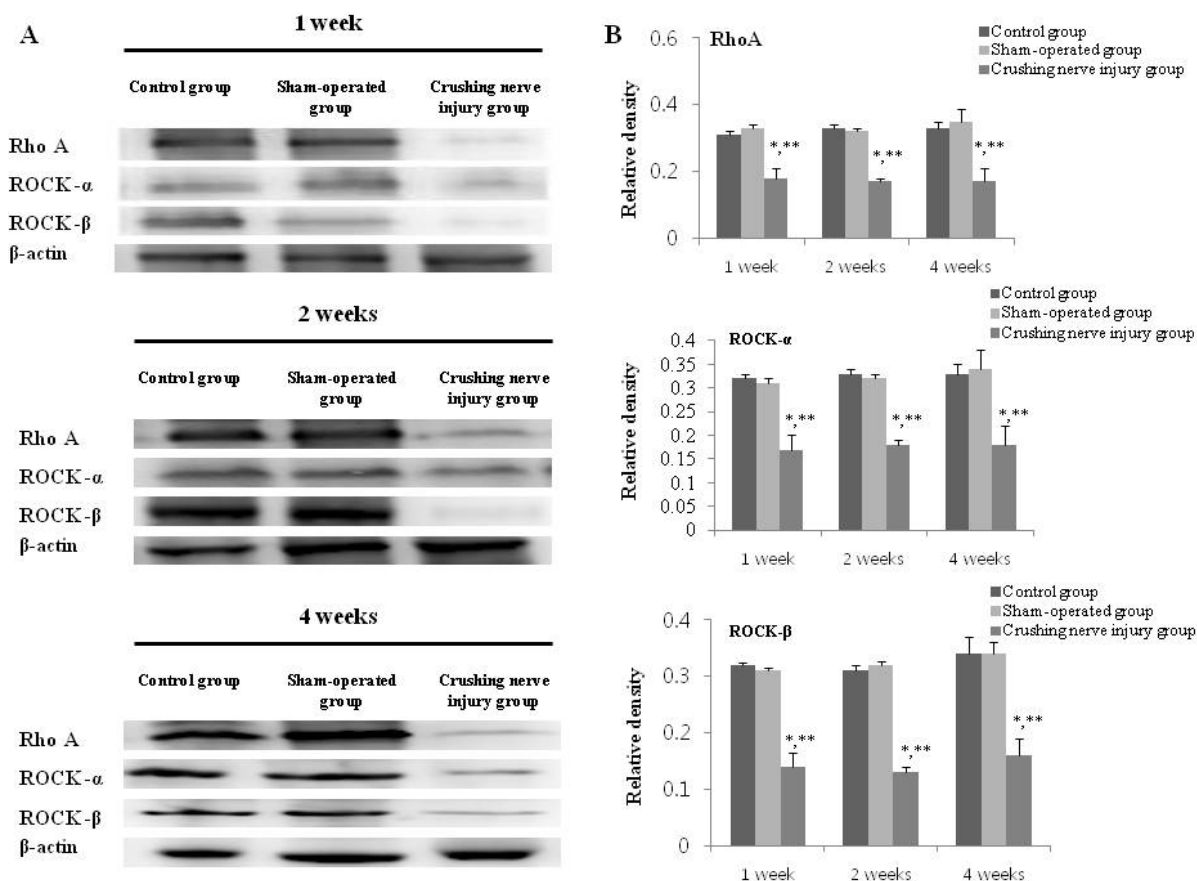 A
1 week
Control group
Sham-operated
group
Crushing nerve
injury group
Rho A
ROCK-α
ROCK-β
β-actin
2 weeks
Control group
Sham-operated
group
Crushing nerve
injury group
Rho A
ROCK-α
ROCK-β
β-actin
4 weeks
Control group
Sham-operated
group
Crushing nerve
injury group
Rho A
ROCK-α
ROCK-β
β-actin
B
RhoA
Control group
Sham-operated group
Crushing nerve injury group
Relative density
0.6
0.4
0.2
0
*,**
*,**
*,**
1 week
2 weeks
4 weeks
ROCK-α
Control group
Sham-operated group
Crushing nerve injury group
Relative density
0.4
0.35
0.3
0.25
0.2
0.15
0.1
0.05
0
*,**
*,**
*,**
1 week
2 weeks
4 weeks
ROCK-β
Control group
Sham-operated group
Crushing nerve injury group
Relative density
0.4
0.3
0.2
0.1
0
*,**
*,**
*,**
1 week
2 weeks
4 weeks